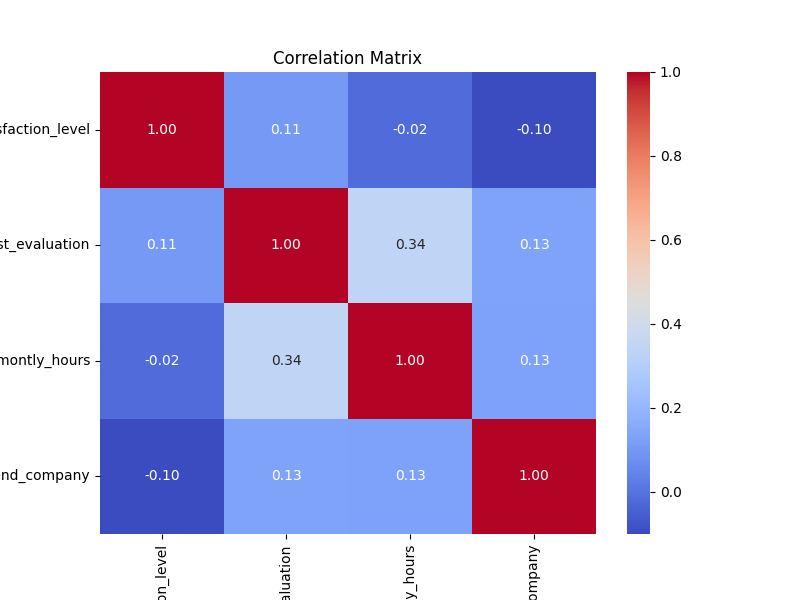 Correlation Matrix
sfaction_level 1.00 0.11 -0.02 -0.10
st_evaluation 0.11 1.00 0.34 0.13
montly_hours -0.02 0.34 1.00 0.13
end_company -0.10 0.13 0.13 1.00
on_level
aluation
y_hours
ompany
1.0
0.8
0.6
0.4
0.2
0.0